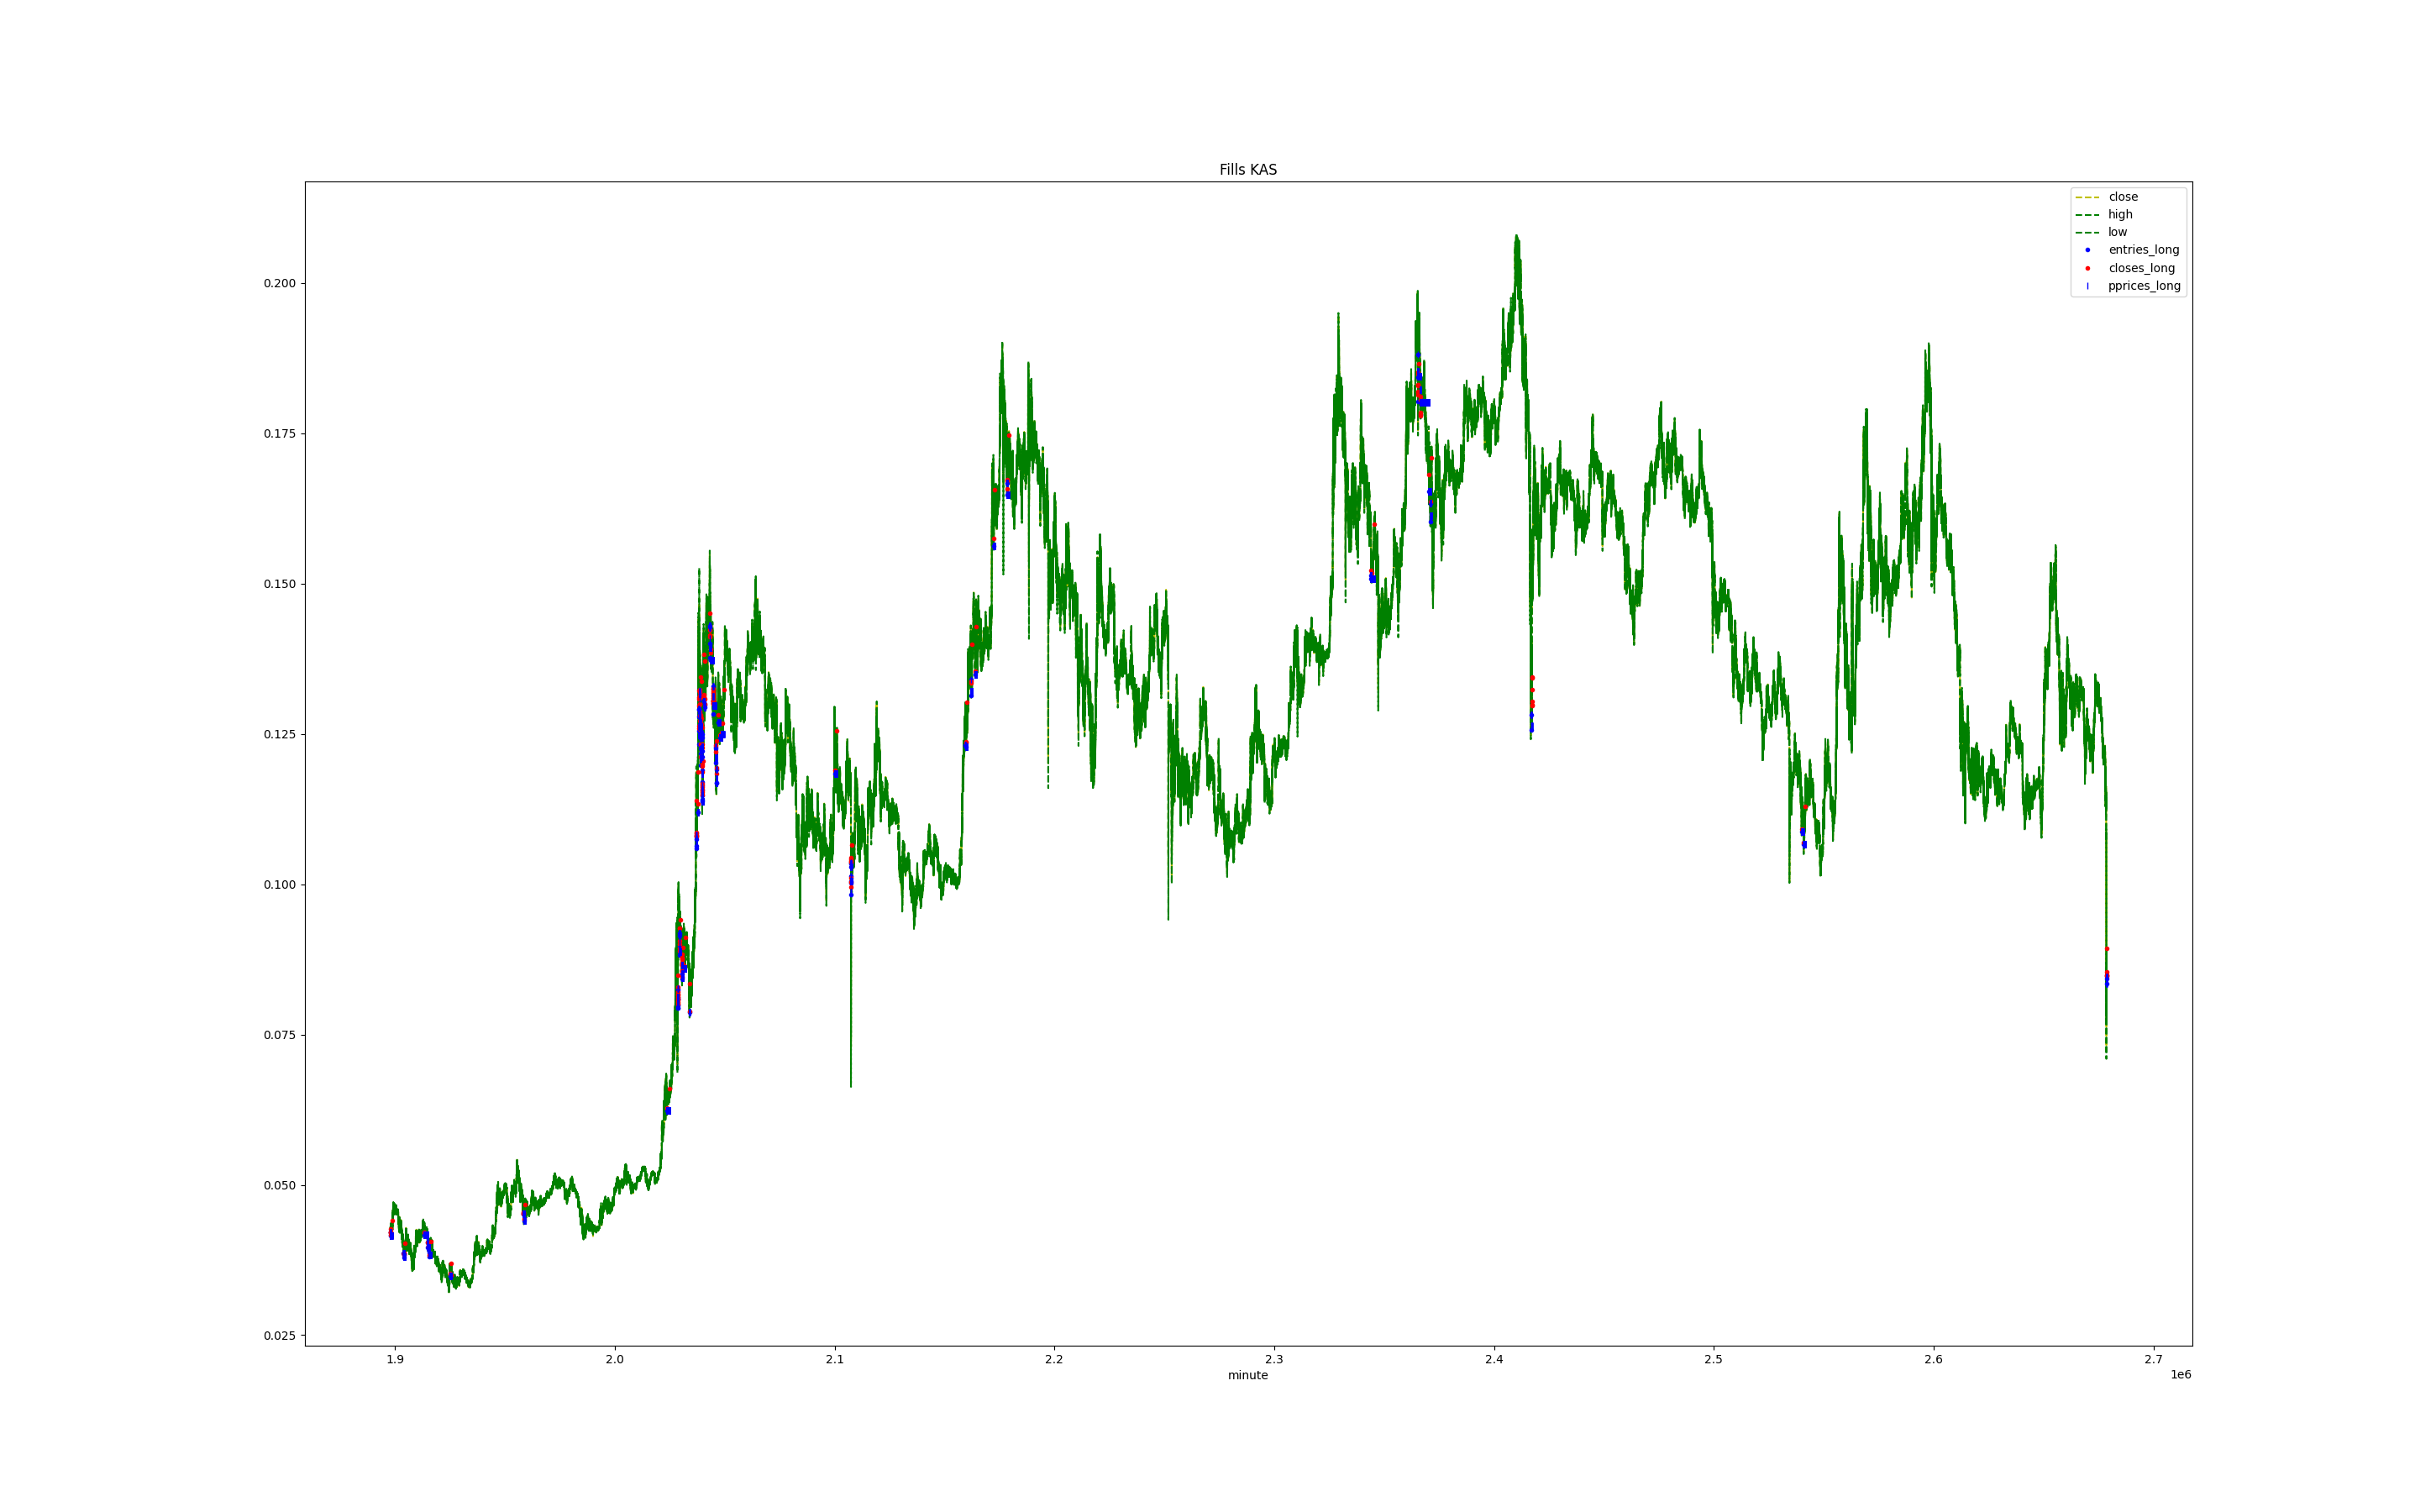 Fills KAS
close
high
low
entries_long
closes_long
pprices_long
0.200
0.175
0.150
0.125
0.100
0.075
0.050
0.025
1.9 2.0 2.1 2.2 2.3 2.4 2.5 2.6 2.7
minute 1e6